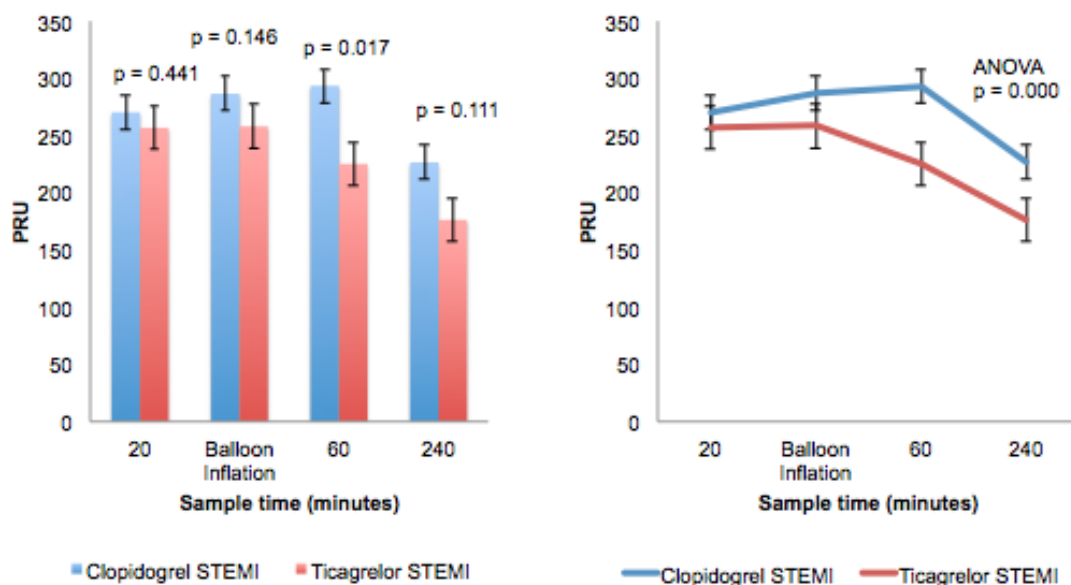 350
300
250
200
150
100
50
0
PRU
p = 0.441
p = 0.146
p = 0.017
p = 0.111
20
Balloon
Inflation
60
240
Sample time (minutes)
Clopidogrel STEMI
Ticagrelor STEMI
350
300
250
200
150
100
50
0
PRU
ANOVA
p = 0.000
20
Balloon
Inflation
60
240
Sample time (minutes)
Clopidogrel STEMI
Ticagrelor STEMI